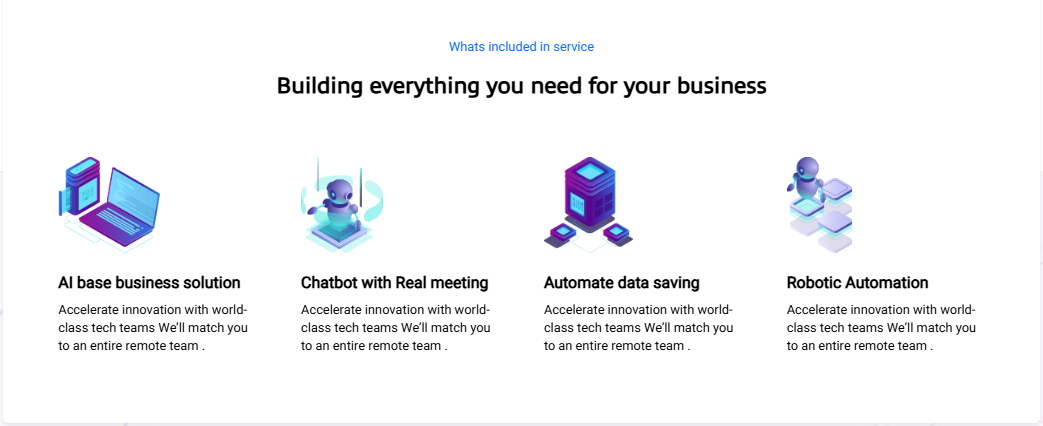 Whats included in service
Building everything you need for your business
AI base business solution
Accelerate innovation with world-
class tech teams We’ll match you
to an entire remote team .
Chatbot with Real meeting
Accelerate innovation with world-
class tech teams We’ll match you
to an entire remote team .
Automate data saving
Accelerate innovation with world-
class tech teams We’ll match you
to an entire remote team .
Robotic Automation
Accelerate innovation with world-
class tech teams We’ll match you
to an entire remote team .